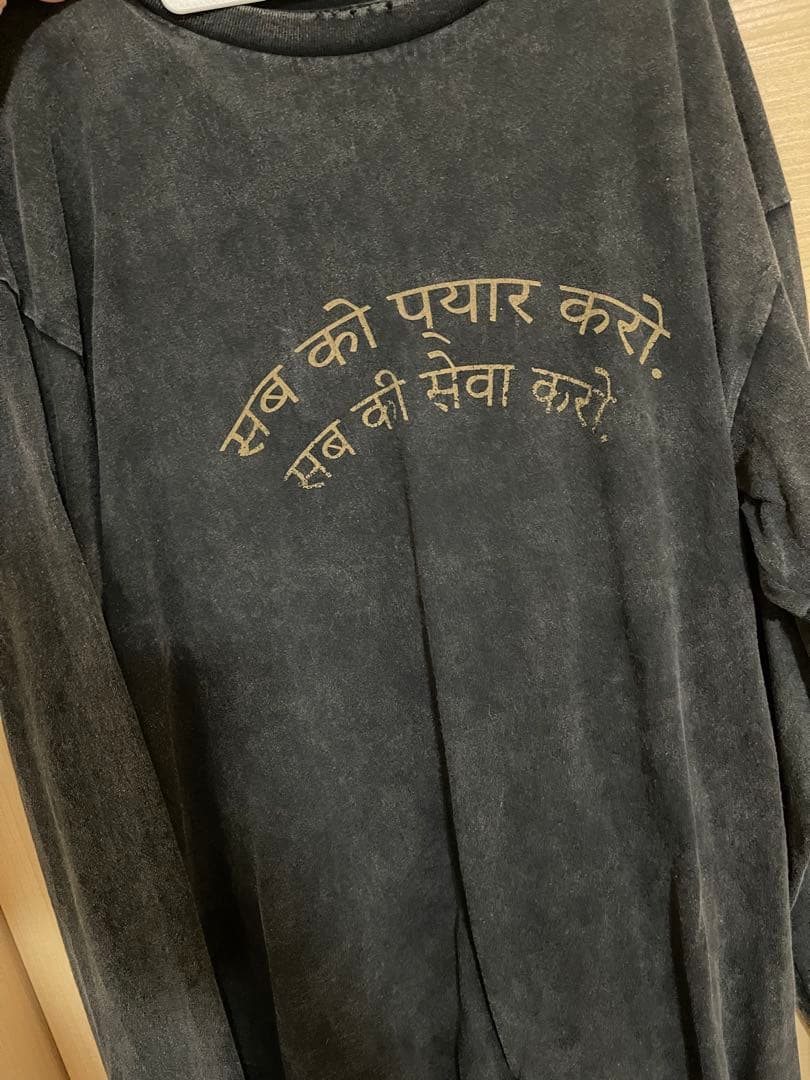 सब को प्‌यार करो.
सब की सेवा करो.